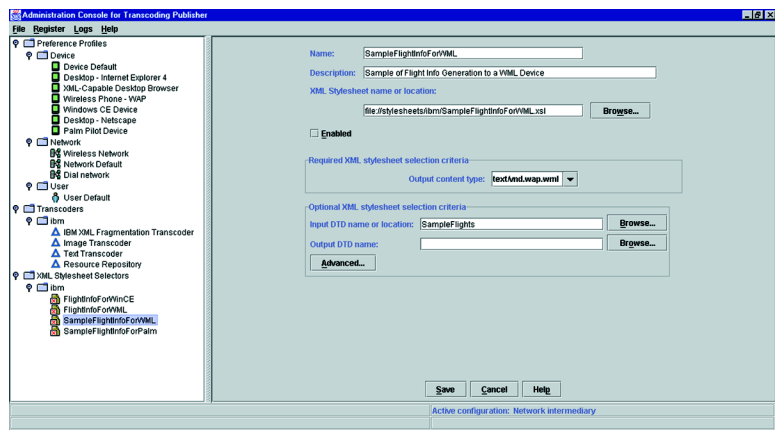 Administration Console for Transcoding Publisher
File Register Logs Help
Preference Profiles
Device
Device Default
Desktop - Internet Explorer 4
XML-Capable Desktop Browser
Wireless Phone - WAP
Windows CE Device
Desktop - Netscape
Palm Pilot Device
Network
Wireless Network
Network Default
Dial network
User
User Default
Transcoders
ibm
IBM XML Fragmentation Transcoder
Image Transcoder
Text Transcoder
Resource Repository
XML Stylesheet Selectors
ibm
FlightInfoForWinCE
FlightInfoForWML
SampleFlightInfoForWML
SampleFlightInfoForPalm
Name: SampleFlightInfoForWML
Description: Sample of Flight Info Generation to a WML Device
XML Stylesheet name or location:
file://stylesheets/ibm/SampleFlightInfoForWML.xsl Browse...
Enabled
Required XML stylesheet selection criteria
Output content type: text/vnd.wap.wml
Optional XML stylesheet selection criteria
Input DTD name or location: SampleFlights Browse...
Output DTD name: Browse...
Advanced...
Save Cancel Help
Active configuration: Network intermediary